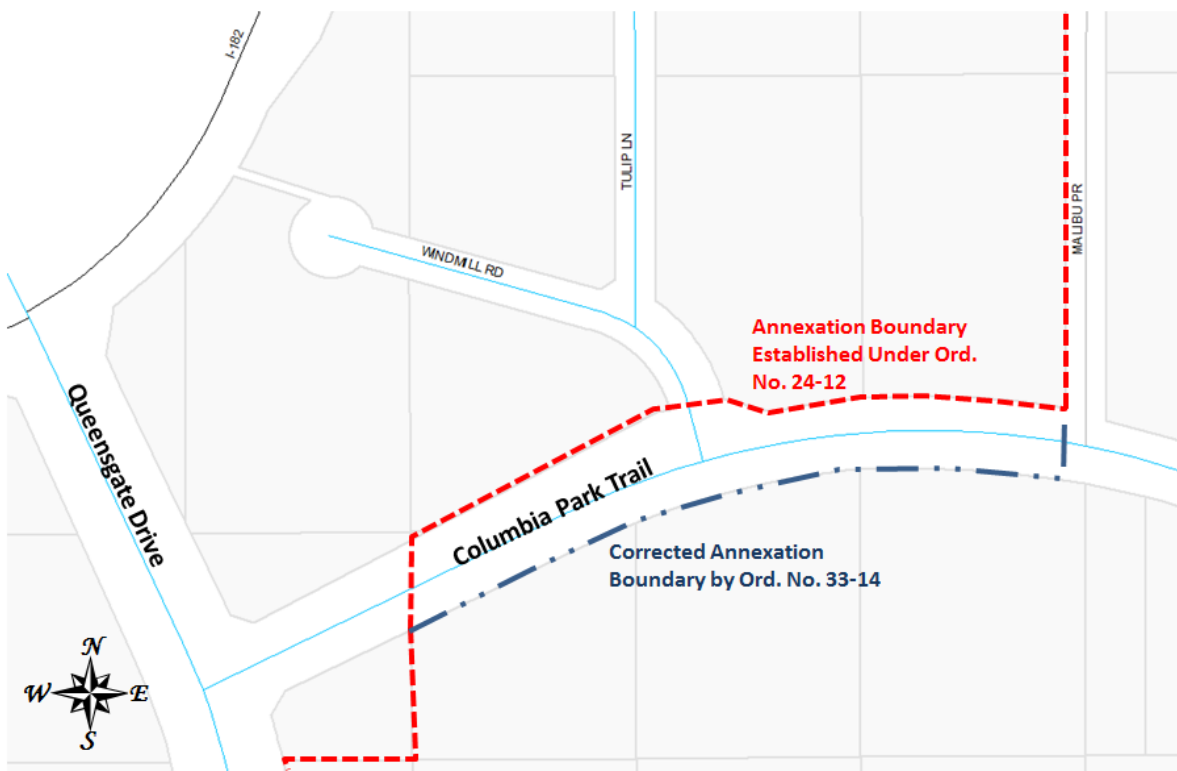 I-182
TULIP LN
MALIBU PR
WINDMILL RD
Annexation Boundary
Established Under Ord.
No. 24-12
Queensgate Drive
Columbia Park Trail
Corrected Annexation
Boundary by Ord. No. 33-14
N
W E
S